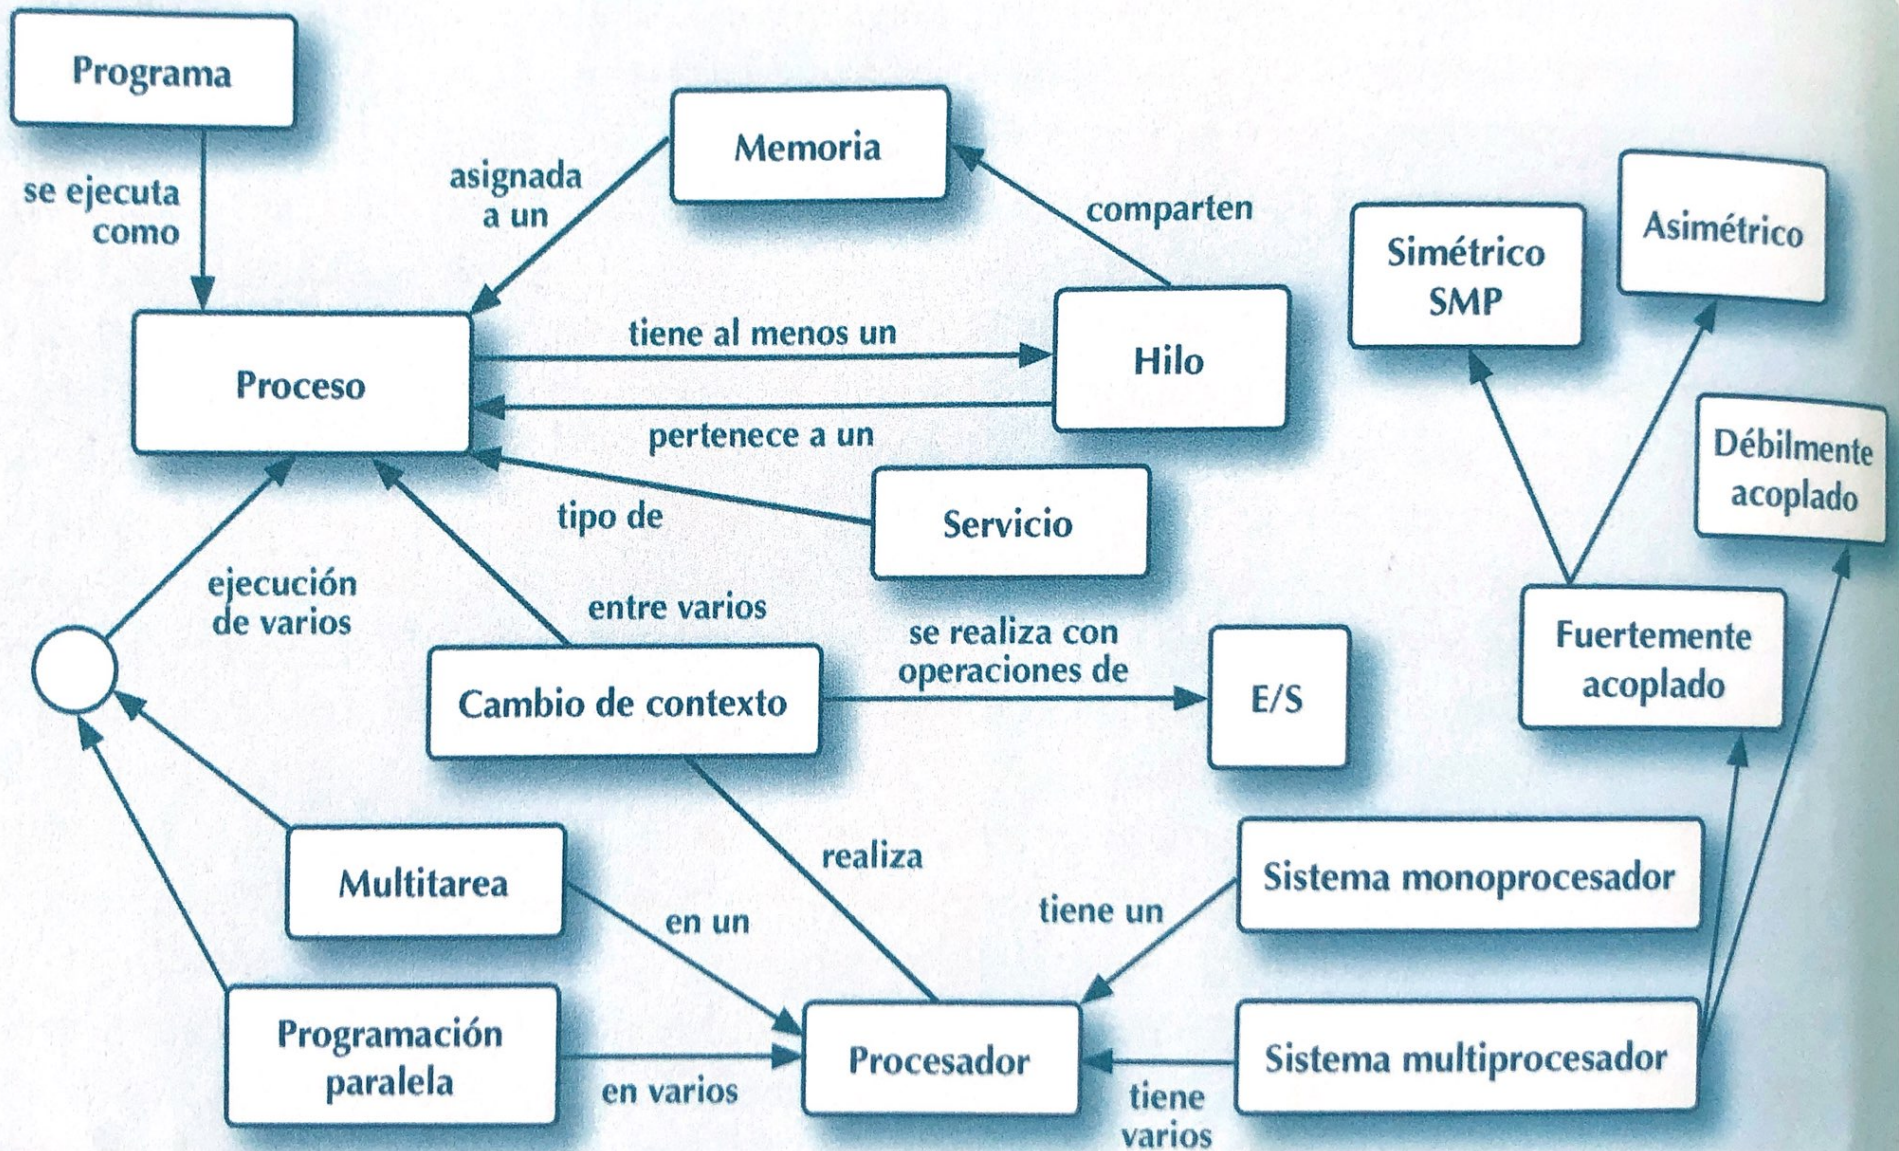 Programa
se ejecuta
como
Memoria
asignada
a un
comparten
Simétrico
SMP
Asimétrico
Proceso
tiene al menos un
Hilo
pertenece a un
Débilmente
acoplado
tipo de
Servicio
ejecución
de varios
entre varios
se realiza con
operaciones de
Fuertemente
acoplado
Cambio de contexto
E/S
Multitarea
en un
realiza
tiene un
Sistema monoprocesador
Programación
paralela
en varios
Procesador
tiene
varios
Sistema multiprocesador